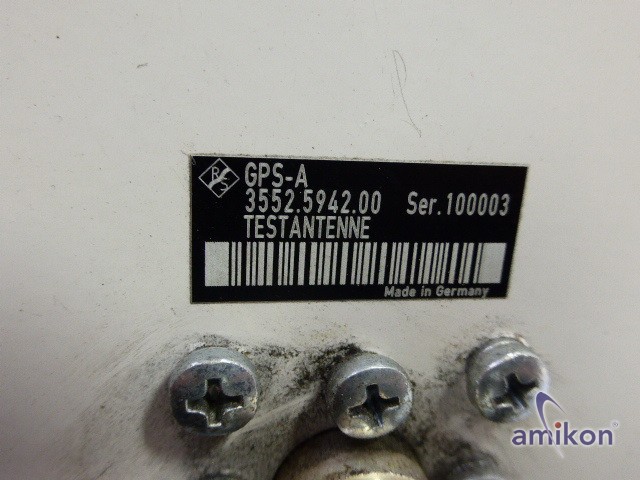 R&S GPS-A
3552.5942.00 Ser.100003
TESTANTENNE
Made in Germany
amikon